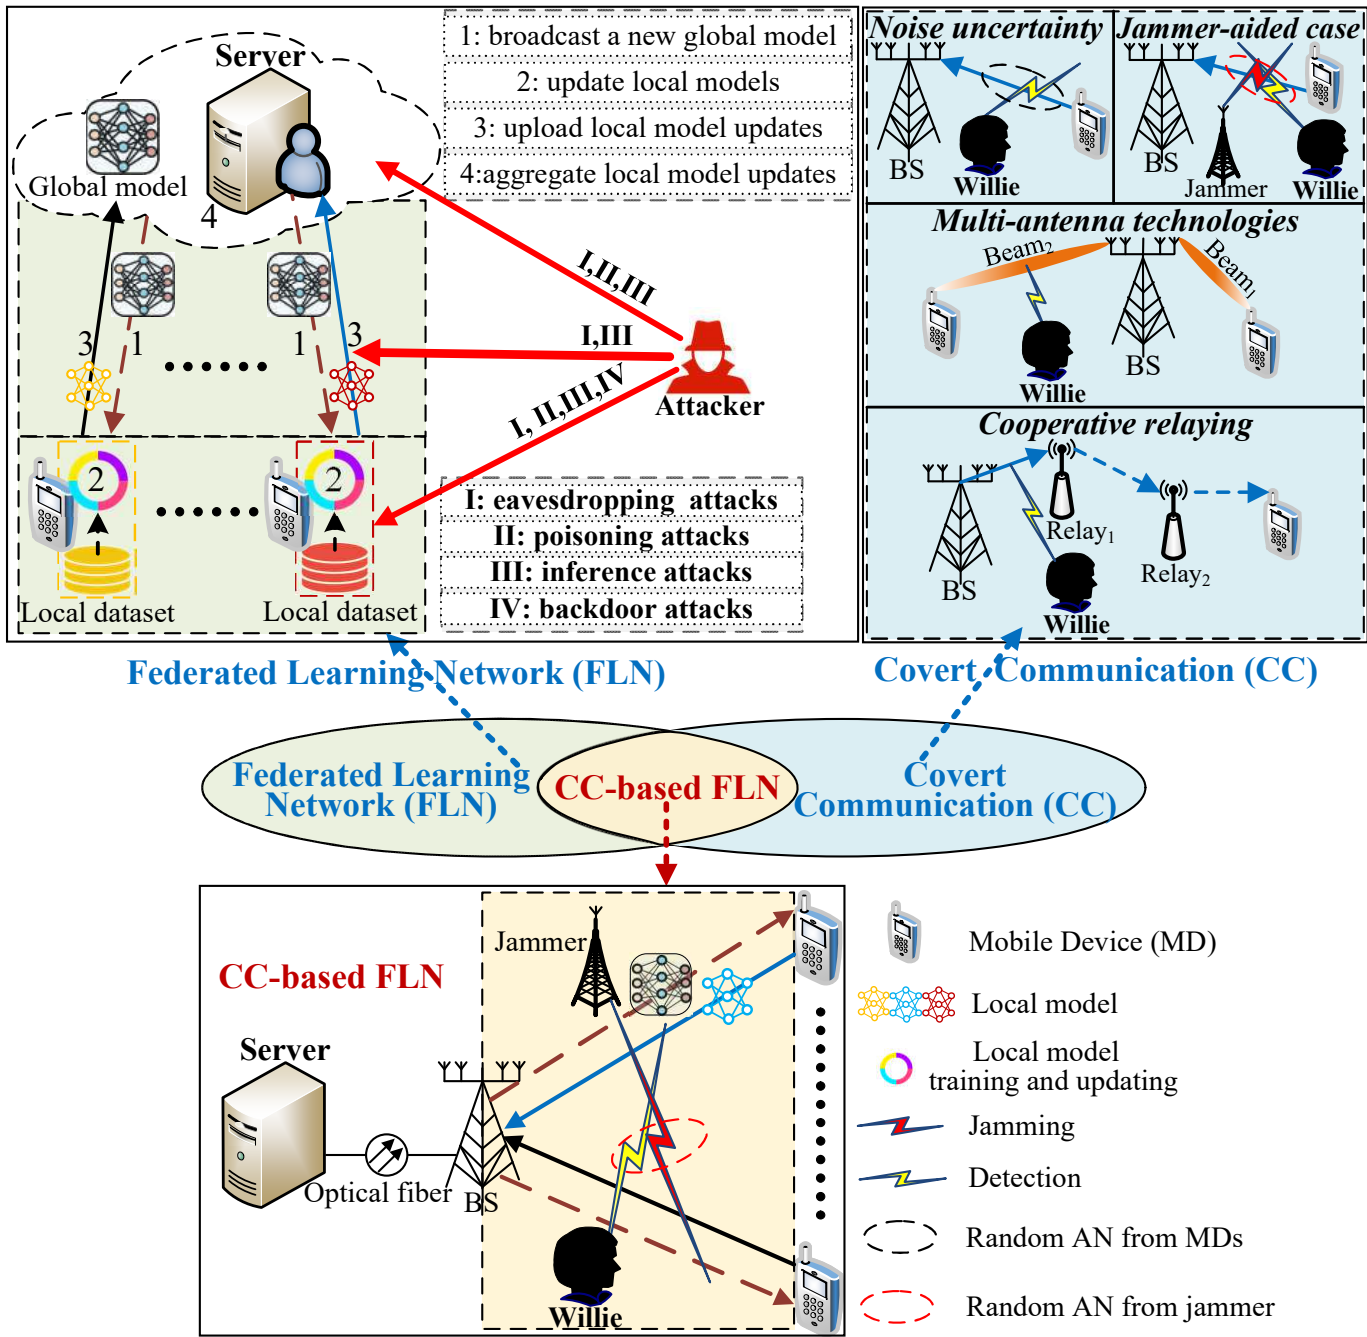 Server
Global model
4
3
1
1
3
2
2
Local dataset
Local dataset
1: broadcast a new global model
2: update local models
3: upload local model updates
4:aggregate local model updates
I,II,III
I,III
I, II,III,IV
Attacker
I: eavesdropping attacks
II: poisoning attacks
III: inference attacks
IV: backdoor attacks
Federated Learning Network (FLN)
Noise uncertainty
BS
Willie
Jammer-aided case
BS
Jammer
Willie
Multi-antenna technologies
Beam2
Beam1
BS
Willie
Cooperative relaying
Relay1
Relay2
BS
Willie
Covert Communication (CC)
Federated Learning
Network (FLN)
CC-based FLN
Covert
Communication (CC)
CC-based FLN
Jammer
Server
Optical fiber
BS
Willie
Mobile Device (MD)
Local model
Local model
training and updating
Jamming
Detection
Random AN from MDs
Random AN from jammer